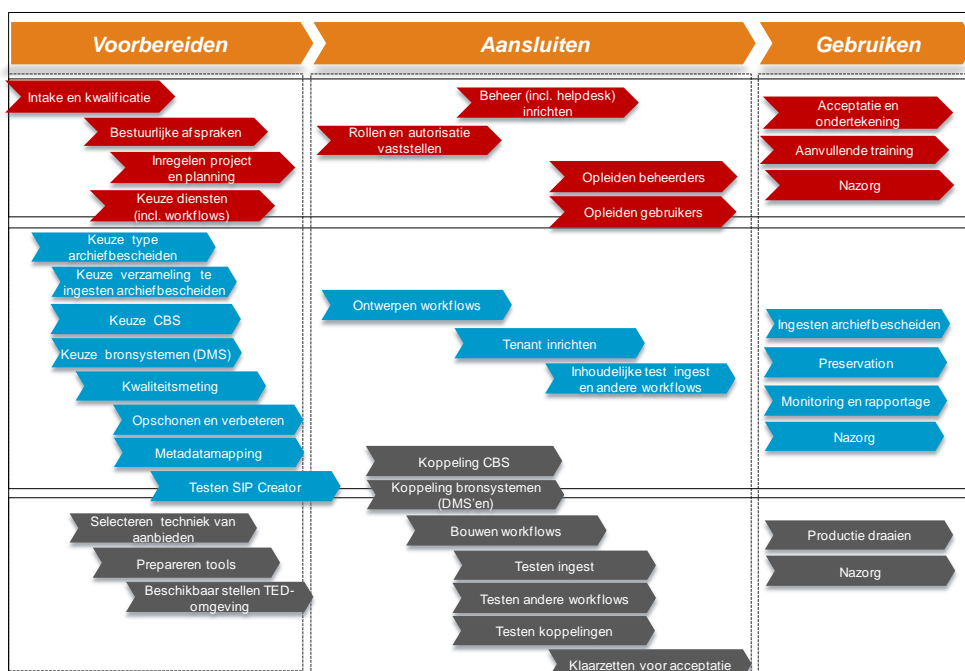 Voorbereiden
Aansluiten
Gebruiken
Intake en kwalificatie
Bestuurlijke afspraken
Inregelen project
en planning
Keuze diensten
(incl. workflows)
Beheer (incl. helpdesk)
inrichten
Rollen en autorisatie
vaststellen
Opleiden beheerders
Opleiden gebruikers
Acceptatie en
ondertekening
Aanvullende training
Nazorg
Keuze type
archiefbescheiden
Keuze verzameling te
ingesten archiefbescheiden
Keuze CBS
Keuze bronsystemen (DMS)
Kwaliteitsmeting
Opschonen en verbeteren
Metadatamapping
Testen SIP Creator
Ontwerpen workflows
Tenant inrichten
Inhoudelijke test ingest
en andere workflows
Ingesten archiefbescheiden
Preservation
Monitoring en rapportage
Nazorg
Koppeling CBS
Koppeling bronsystemen
(DMS'en)
Selecteren techniek van
aanbieden
Prepareren tools
Beschikbaar stellen TED-
omgeving
Bouwen workflows
Testen ingest
Testen andere workflows
Testen koppelingen
Klaarzetten voor acceptatie
Productie draaien
Nazorg